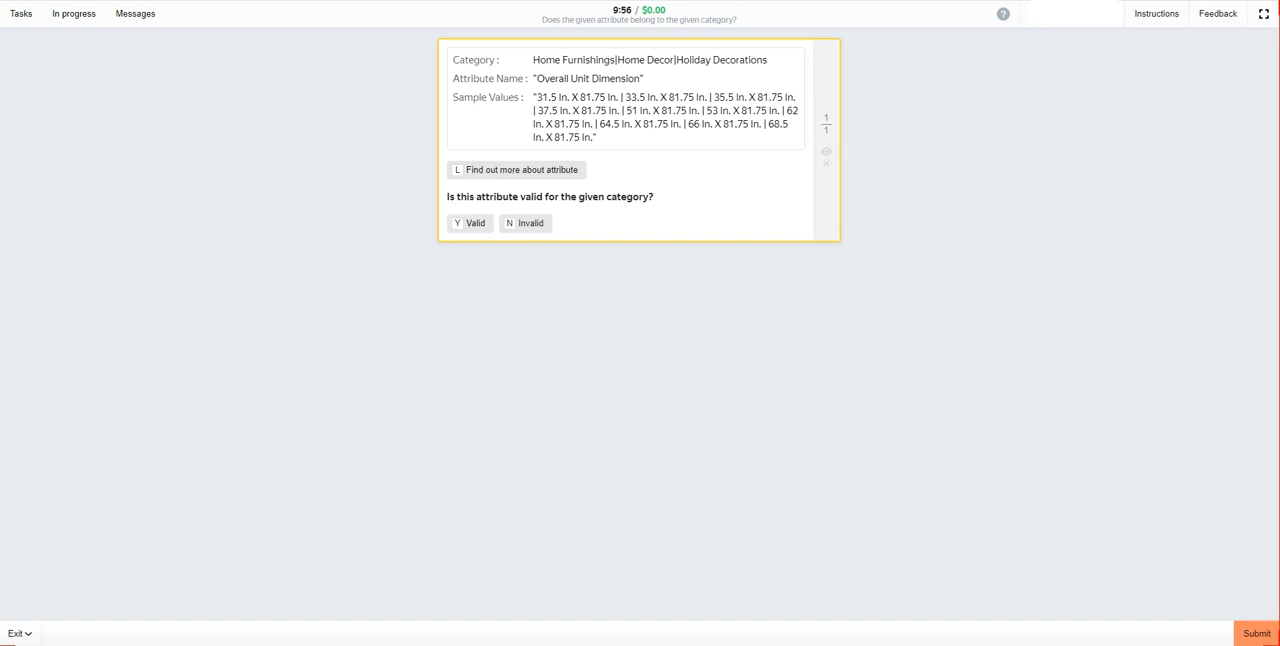 Tasks In progress Messages 9:56 / $0.00 ? Instructions Feedback
Does the given attribute belong to the given category?
Category : Home Furnishings|Home Decor|Holiday Decorations
Attribute Name : "Overall Unit Dimension"
Sample Values : "31.5 In. X 81.75 In. | 33.5 In. X 81.75 In. | 35.5 In. X 81.75 In.
| 37.5 In. X 81.75 In. | 51 In. X 81.75 In. | 53 In. X 81.75 In. | 62
In. X 81.75 In. | 64.5 In. X 81.75 In. | 66 In. X 81.75 In. | 68.5
In. X 81.75 In."
1
1
L Find out more about attribute
Is this attribute valid for the given category?
Y Valid N Invalid
Exit Submit